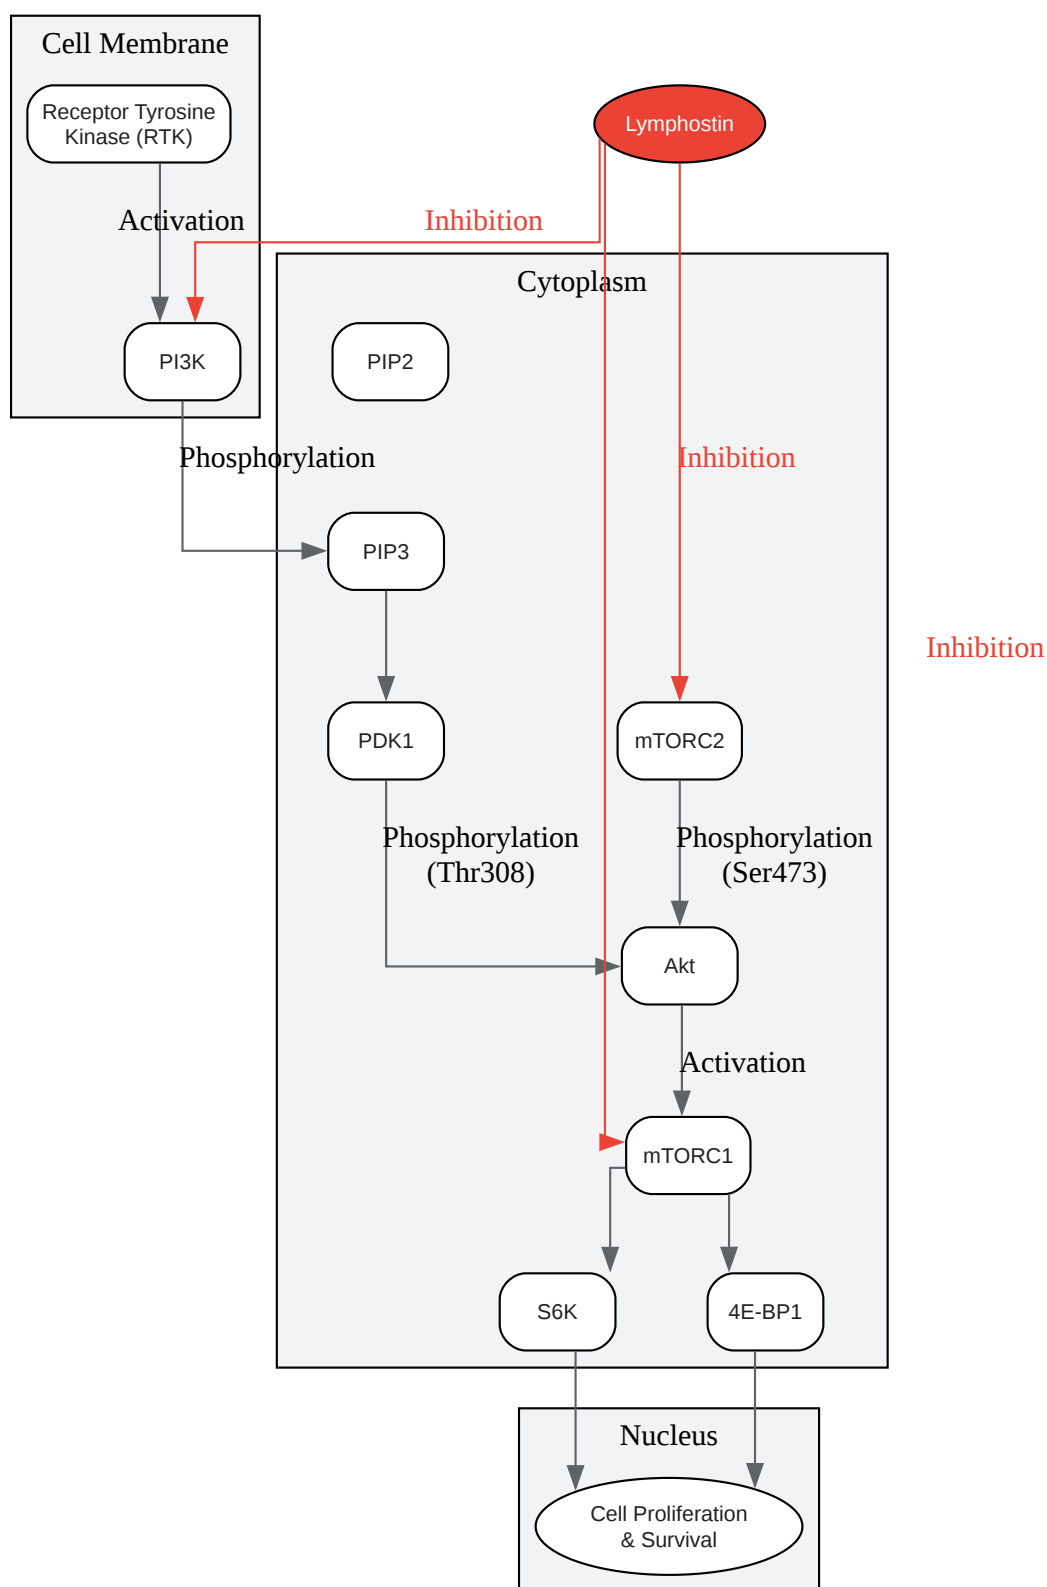 Cell Membrane
Receptor Tyrosine
Kinase (RTK)
Lymphostin
Activation
Inhibition
Cytoplasm
PI3K
PIP2
Phosphorylation
Inhibition
PIP3
Inhibition
PDK1
mTORC2
Phosphorylation
(Thr308)
Phosphorylation
(Ser473)
Akt
Activation
mTORC1
S6K
4E-BP1
Nucleus
Cell Proliferation
& Survival